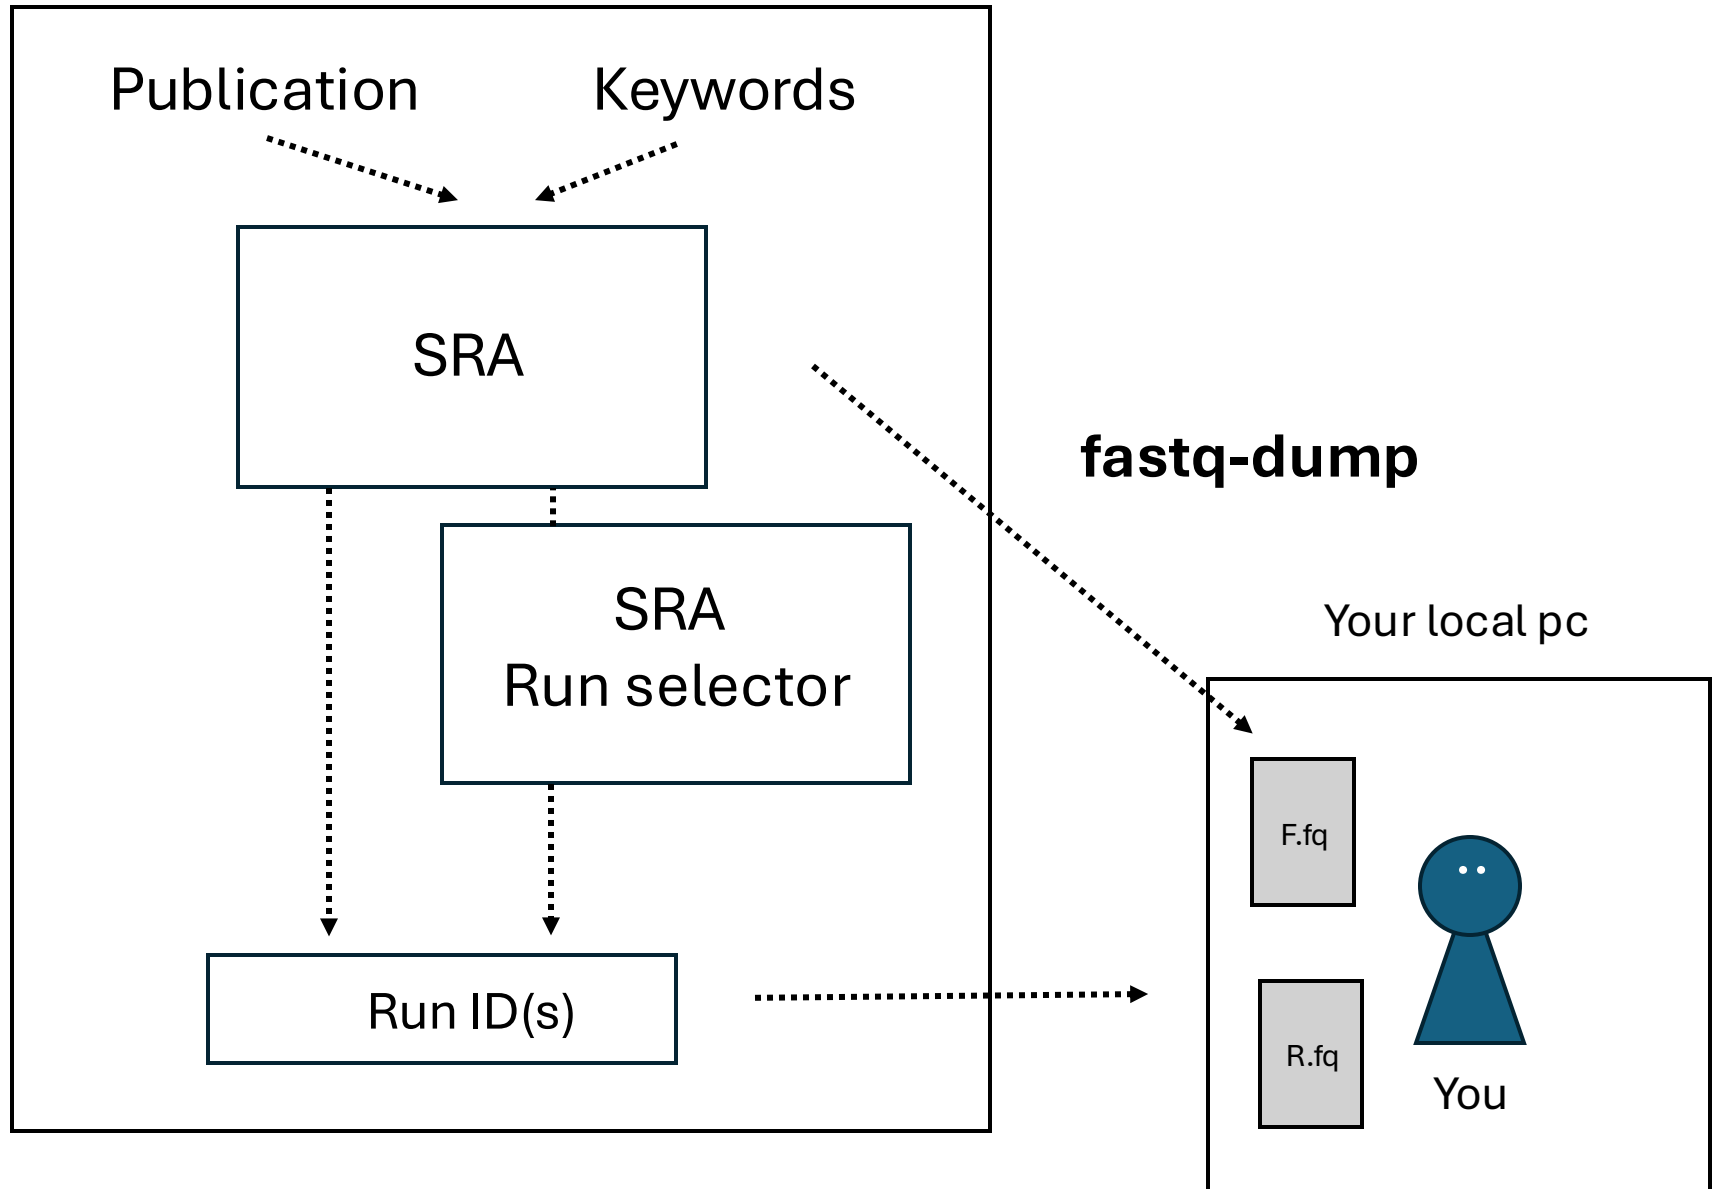 Publication
Keywords
SRA
SRA
Run selector
Run ID(s)
fastq-dump
Your local pc
F.fq
R.fq
You